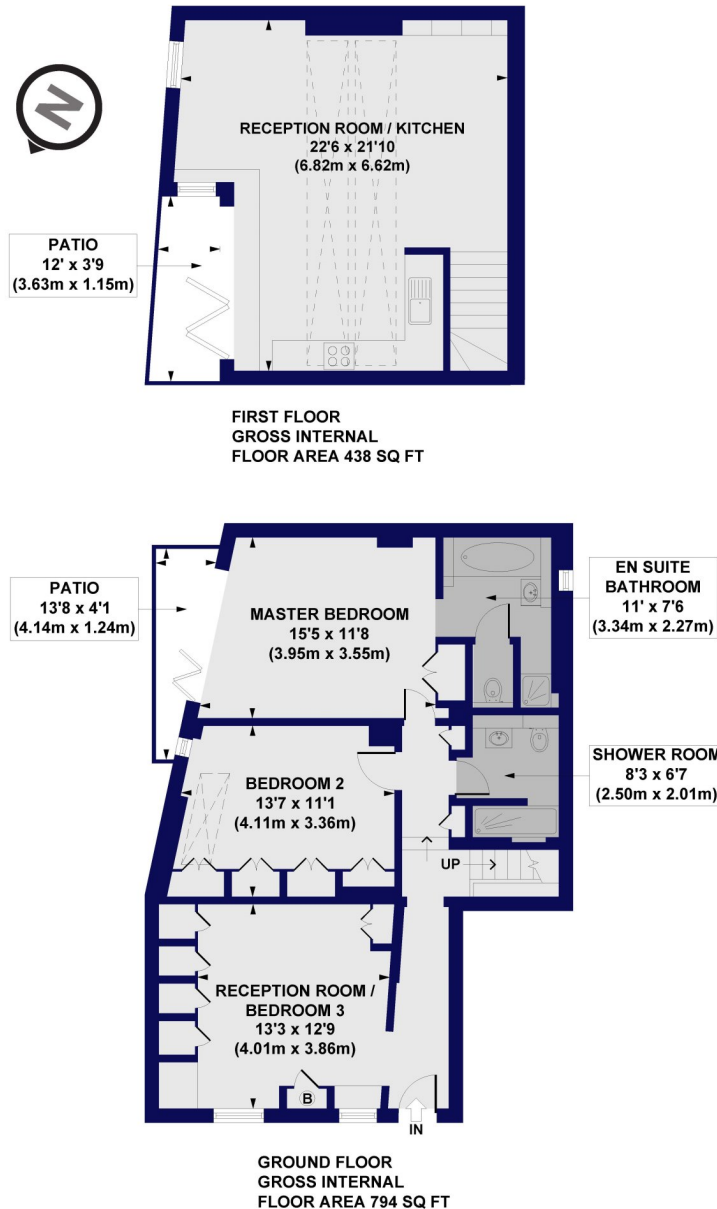 N
RECEPTION ROOM / KITCHEN
22'6 x 21'10
(6.82m x 6.62m)
PATIO
12' x 3'9
(3.63m x 1.15m)
FIRST FLOOR
GROSS INTERNAL
FLOOR AREA 438 SQ FT
PATIO
13'8 x 4'1
(4.14m x 1.24m)
MASTER BEDROOM
15'5 x 11'8
(3.95m x 3.55m)
EN SUITE
BATHROOM
11' x 7'6
(3.34m x 2.27m)
BEDROOM 2
13'7 x 11'1
(4.11m x 3.36m)
SHOWER ROOM
8'3 x 6'7
(2.50m x 2.01m)
UP
RECEPTION ROOM /
BEDROOM 3
13'3 x 12'9
(4.01m x 3.86m)
B
IN
GROUND FLOOR
GROSS INTERNAL
FLOOR AREA 794 SQ FT